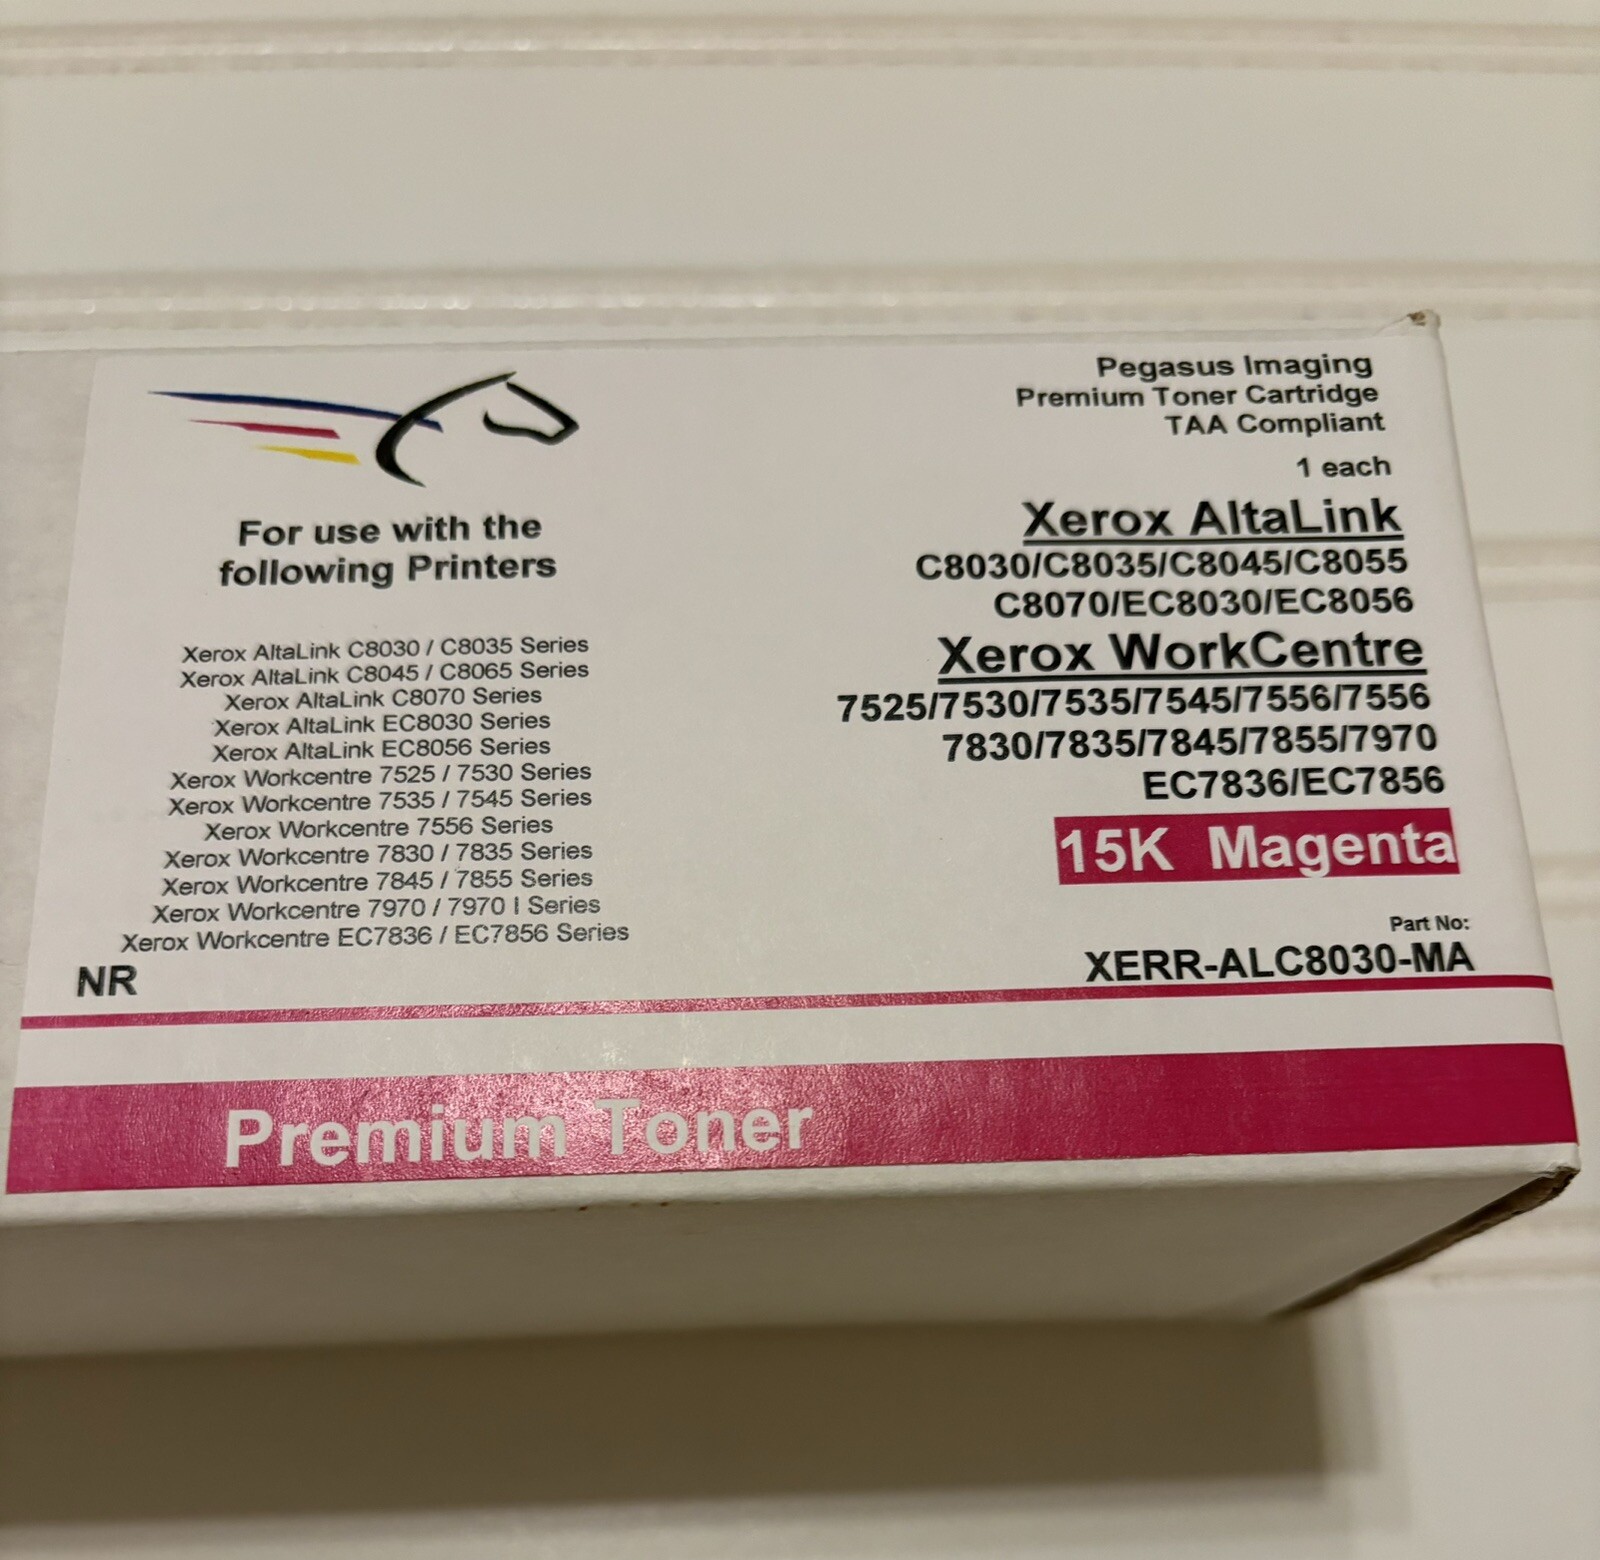 For use with the
following Printers
Xerox AltaLink C8030 / C8035 Series
Xerox AltaLink C8045 / C8065 Series
Xerox AltaLink C8070 Series
Xerox AltaLink EC8030 Series
Xerox AltaLink EC8056 Series
Xerox Workcentre 7525 / 7530 Series
Xerox Workcentre 7535 / 7545 Series
Xerox Workcentre 7556 Series
Xerox Workcentre 7830 / 7835 Series
Xerox Workcentre 7845 / 7855 Series
Xerox Workcentre 7970 / 7970 I Series
Xerox Workcentre EC7836 / EC7856 Series
NR
Pegasus Imaging
Premium Toner Cartridge
TAA Compliant
1 each
Xerox AltaLink
C8030/C8035/C8045/C8055
C8070/EC8030/EC8056
Xerox WorkCentre
7525/7530/7535/7545/7556/7556
7830/7835/7845/7855/7970
EC7836/EC7856
15K Magenta
Part No:
XERR-ALC8030-MA
Premium Toner